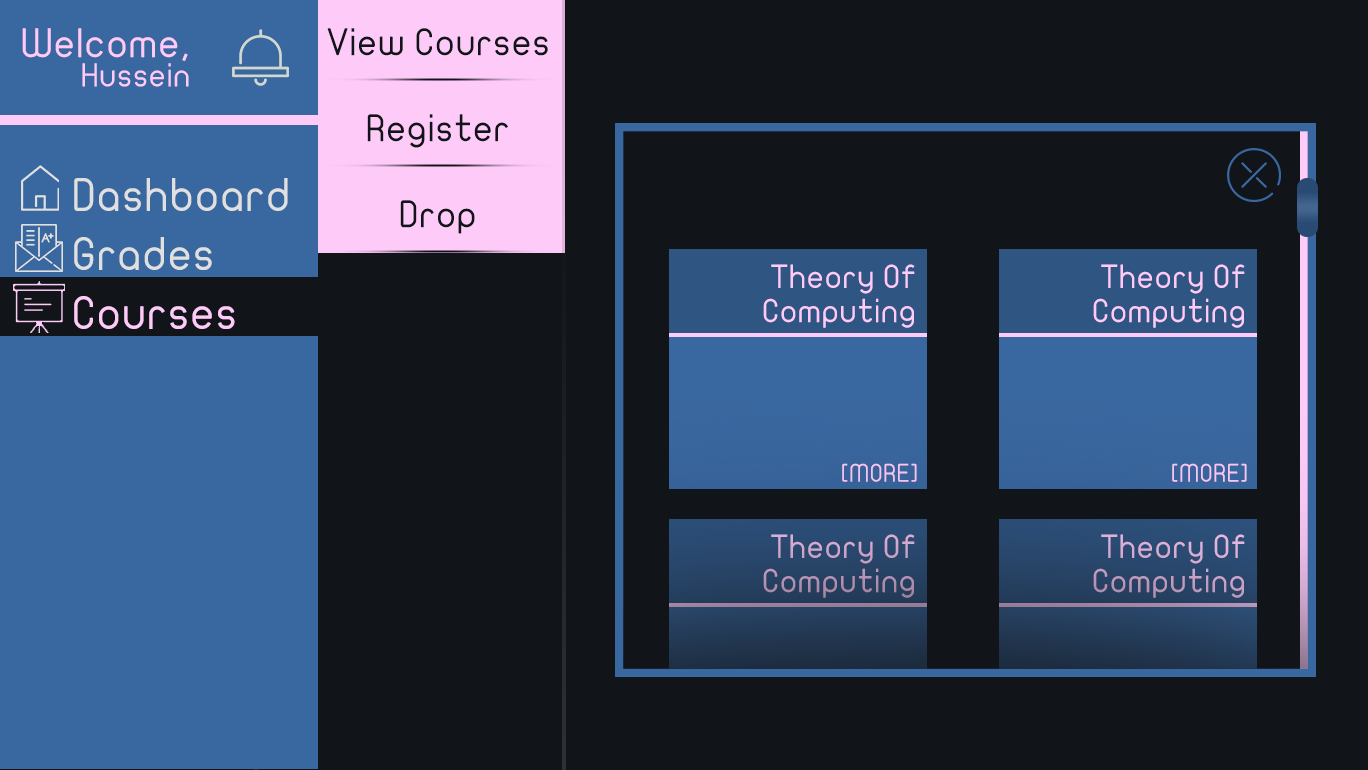 Welcome,
Hussein
Dashboard
A+
Grades
Courses
View Courses
Register
Drop
Theory Of
Computing
[MORE]
Theory Of
Computing
[MORE]
Theory Of
Computing
Theory Of
Computing